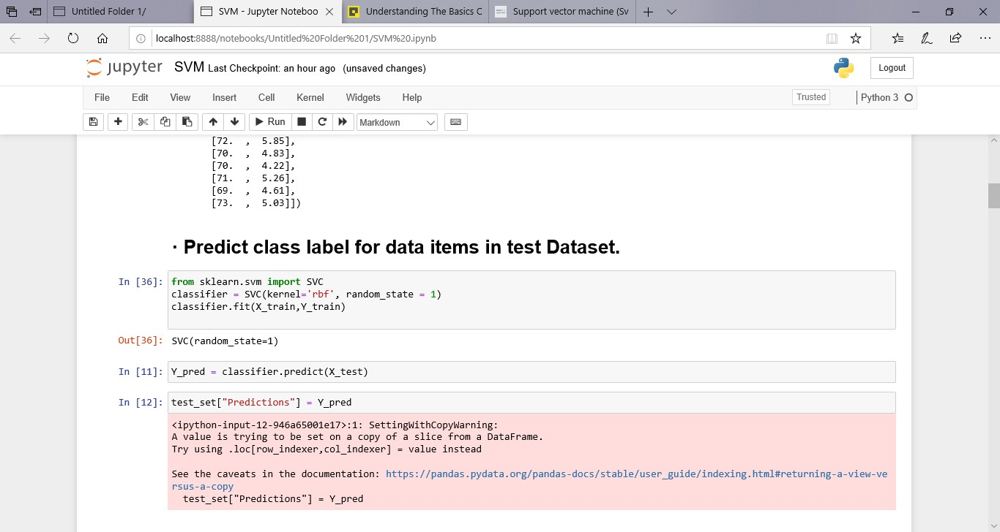 Untitled Folder 1/
SVM - Jupyter Noteboo
Understanding The Basics C
Support vector machine (Sv
localhost:8888/notebooks/Untitled%20Folder%201/SVM%20.ipynb
jupyter SVM Last Checkpoint: an hour ago (unsaved changes)
Logout
File Edit View Insert Cell Kernel Widgets Help
Trusted
Python 3
Run
Markdown
[72. , 5.85],
[70. , 4.83],
[70. , 4.22],
[71. , 5.26],
[69. , 4.61],
[73. , 5.03]])
· Predict class label for data items in test Dataset.
In [36]: from sklearn.svm import SVC
classifier = SVC(kernel='rbf', random_state = 1)
classifier.fit(X_train,Y_train)
Out[36]: SVC(random_state=1)
In [11]: Y_pred = classifier.predict(X_test)
In [12]: test_set["Predictions"] = Y_pred
<ipython-input-12-946a65001e17>:1: SettingWithCopyWarning:
A value is trying to be set on a copy of a slice from a DataFrame.
Try using .loc[row_indexer,col_indexer] = value instead
See the caveats in the documentation: https://pandas.pydata.org/pandas-docs/stable/user_guide/indexing.html#returning-a-view-ve
rsus-a-copy
test_set["Predictions"] = Y_pred